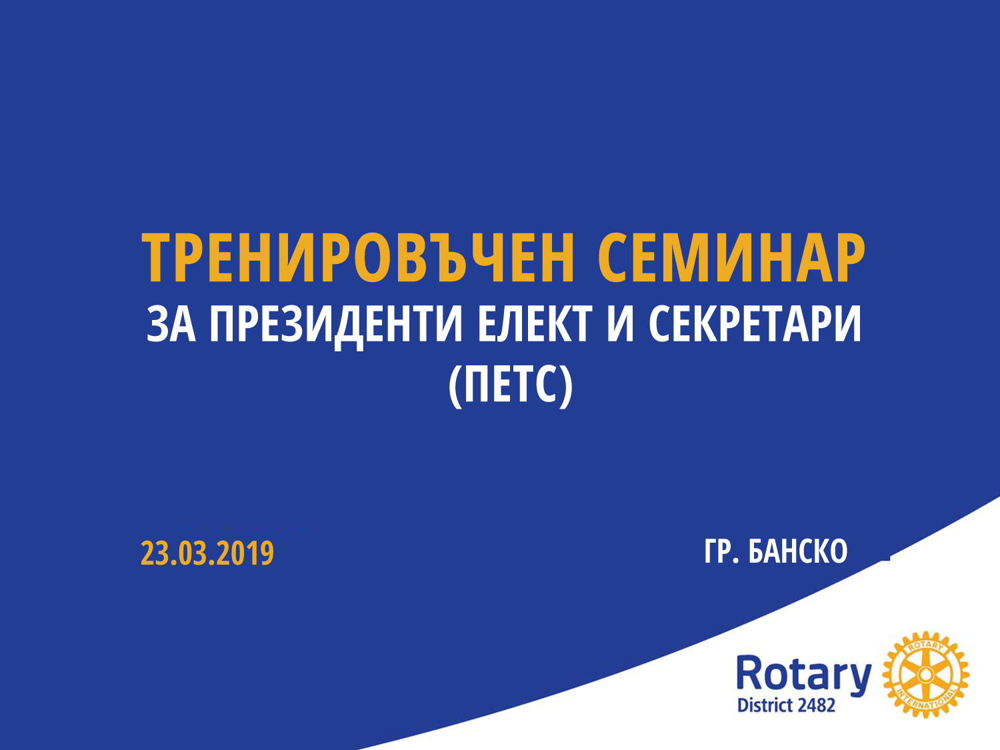 ТРЕНИРОВЪЧЕН СЕМИНАР
ЗА ПРЕЗИДЕНТИ ЕЛЕКТ И СЕКРЕТАРИ
(ПЕТС)
23.03.2019
ГР. БАНСКО
Rotary
District 2482
ROTARY
INTERNATIONAL